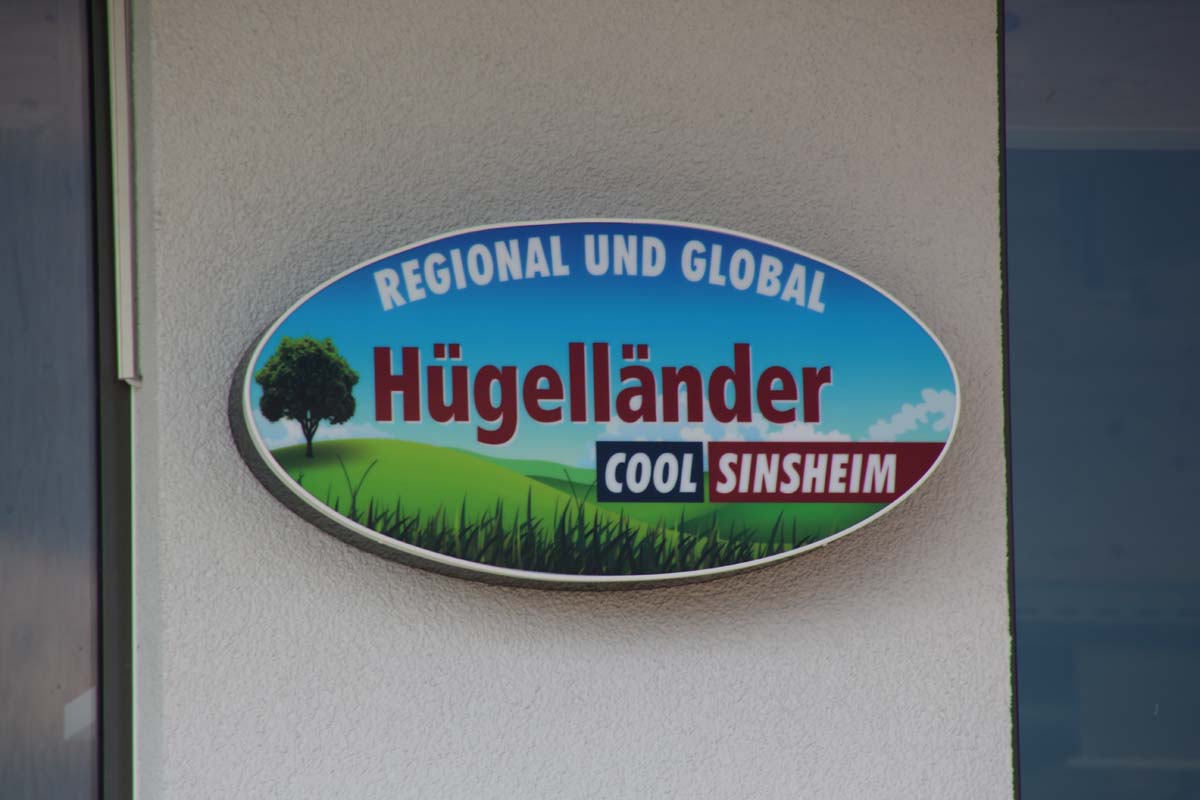 REGIONAL UND GLOBAL
Hügelländer
COOL SINSHEIM